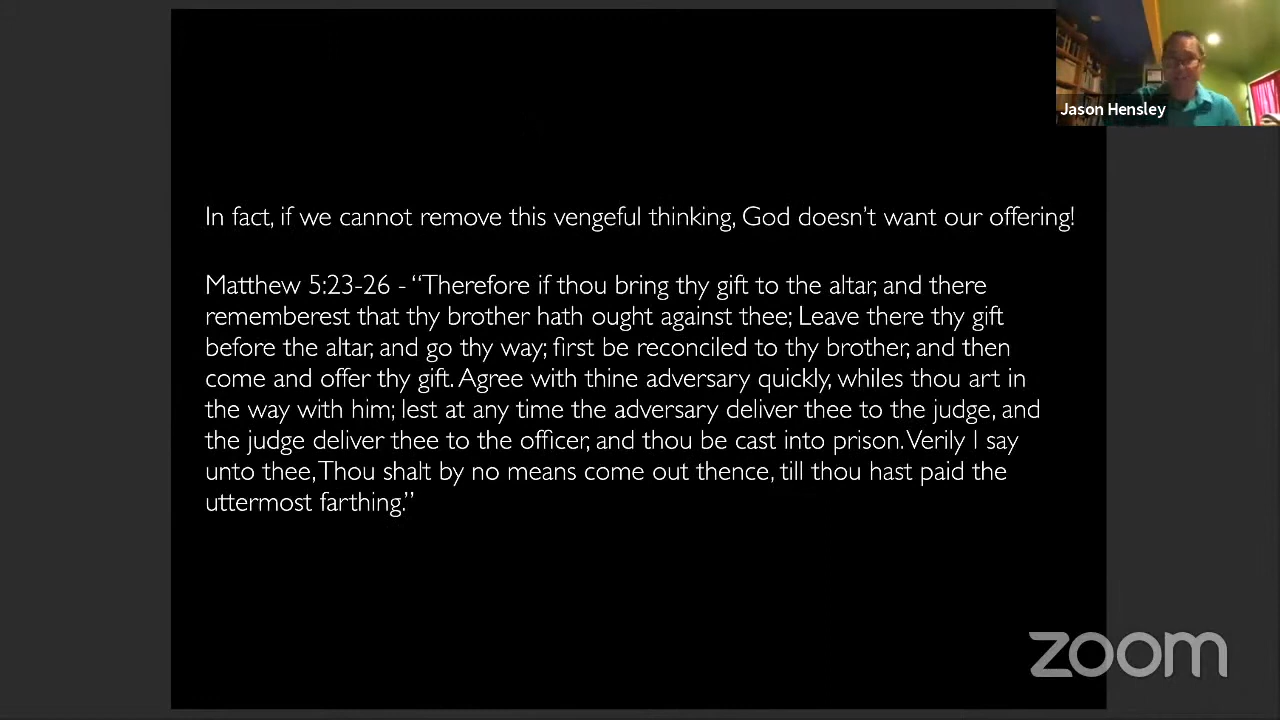 Jason Hensley
In fact, if we cannot remove this vengeful thinking, God doesn’t want our offering!
Matthew 5:23-26 - “Therefore if thou bring thy gift to the altar, and there
rememberest that thy brother hath ought against thee; Leave there thy gift
before the altar, and go thy way; first be reconciled to thy brother, and then
come and offer thy gift. Agree with thine adversary quickly, whiles thou art in
the way with him; lest at any time the adversary deliver thee to the judge, and
the judge deliver thee to the officer, and thou be cast into prison. Verily I say
unto thee, Thou shalt by no means come out thence, till thou hast paid the
uttermost farthing.”
zoom